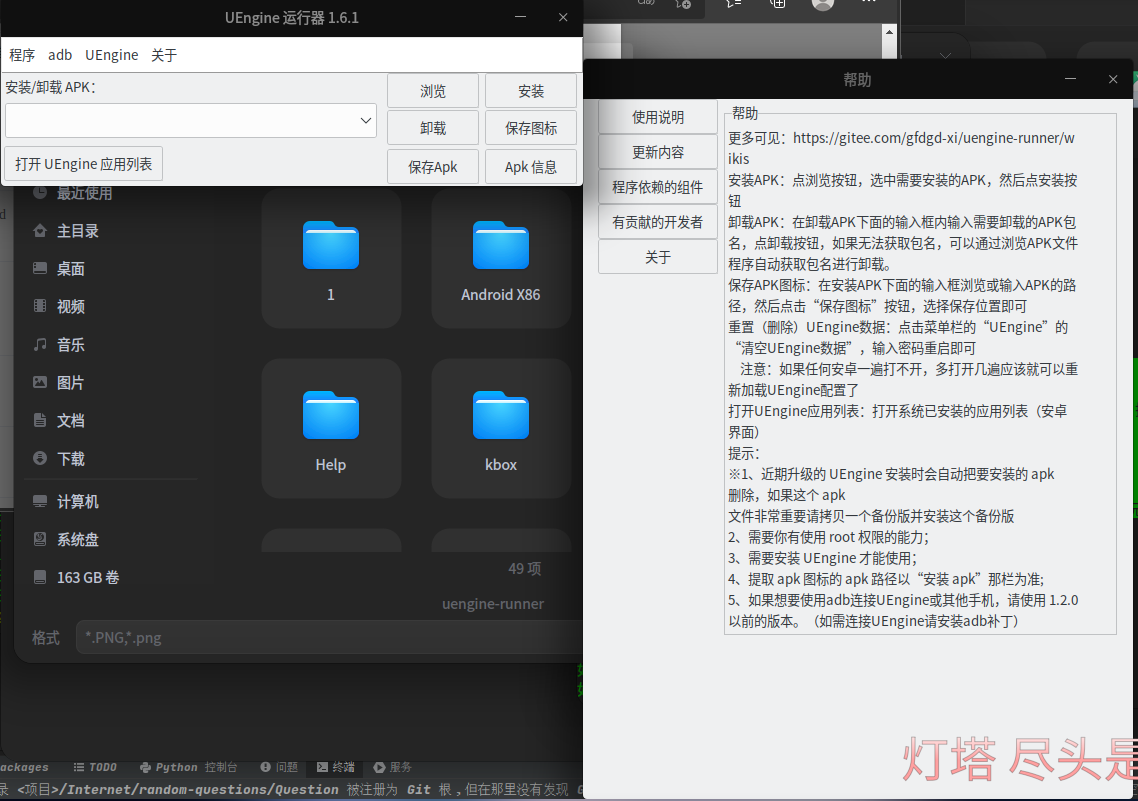 UEngine 运行器 1.6.1
程序 adb UEngine 关于
安装/卸载 APK：
浏览 安装
卸载 保存图标
打开 UEngine 应用列表
保存Apk Apk 信息
最近使用
主目录
桌面
视频
音乐
图片
文档
下载
计算机
系统盘
163 GB 卷
1
Android X86
Help
kbox
49 项
uengine-runner
格式
*.PNG,*.png
TODO Python 控制台 问题 终端 服务
<项目>/Internet/random-questions/Question 被注册为 Git 根，但在那里没有发现
帮助
使用说明
更新内容
程序依赖的组件
有贡献的开发者
关于
帮助
更多可见：https://gitee.com/gfdgd-xi/uengine-runner/w
ikis
安装APK：点浏览按钮，选中需要安装的APK，然后点安装按
钮
卸载APK：在卸载APK下面的输入框内输入需要卸载的APK包
名，点卸载按钮，如果无法获取包名，可以通过浏览APK文件
程序自动获取包名进行卸载。
保存APK图标：在安装APK下面的输入框浏览或输入APK的路
径，然后点击“保存图标”按钮，选择保存位置即可
重置（删除）UEngine数据：点击菜单栏的“UEngine”的
“清空UEngine数据”，输入密码重启即可
注意：如果任何安卓一遍打不开，多打开几遍应该就可以重
新加载UEngine配置了
打开UEngine应用列表：打开系统已安装的应用列表（安卓
界面）
提示：
※1、近期升级的 UEngine 安装时会自动把要安装的 apk
删除，如果这个 apk
文件非常重要请拷贝一个备份版并安装这个备份版
2、需要你有使用 root 权限的能力；
3、需要安装 UEngine 才能使用；
4、提取 apk 图标的 apk 路径以“安装 apk”那栏为准;
5、如果想要使用adb连接UEngine或其他手机，请使用 1.2.0
以前的版本。（如需连接UEngine请安装adb补丁）
灯塔 尽头是